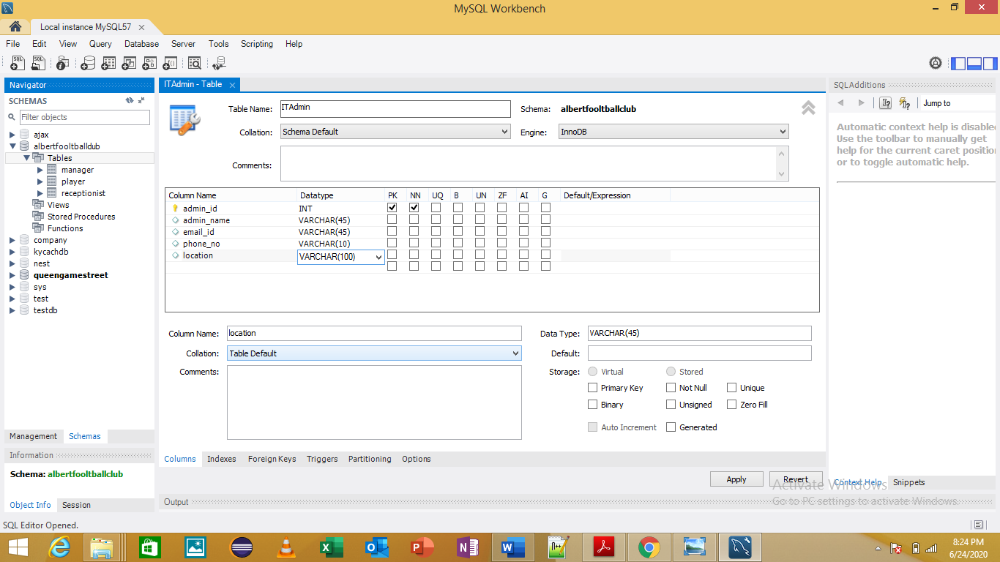 MySQL Workbench
Local instance MySQL57
File Edit View Query Database Server Tools Scripting Help
Navigator
SCHEMAS
Filter objects
ajax
albertfooltballdub
Tables
manager
player
receptionist
Views
Stored Procedures
Functions
company
kycachdb
nest
queengamestreet
sys
test
testdb
Management Schemas
Information
Schema: albertfooltballclub
Object Info Session
ITAdmin - Table
Table Name: ITAdmin Schema: albertfooltballclub
Collation: Schema Default Engine: InnoDB
Comments:
Column Name Datatype PK NN UQ B UN ZF AI G Default/Expression
admin_id INT
admin_name VARCHAR(45)
email_id VARCHAR(45)
phone_no VARCHAR(10)
location VARCHAR(100)
Column Name: location Data Type: VARCHAR(45)
Collation: Table Default Default:
Comments: Storage: Virtual Stored
Primary Key Not Null Unique
Binary Unsigned Zero Fill
Auto Increment Generated
Columns Indexes Foreign Keys Triggers Partitioning Options
Apply Revert
Output
SQLAdditions
Jump to
Automatic context help is disabled
Use the toolbar to manually get
help for the current caret position
or to toggle automatic help.
Context Help Snippets
Activate Windows
Go to PC settings to activate Windows.
SQL Editor Opened.
8:24 PM
6/24/2020